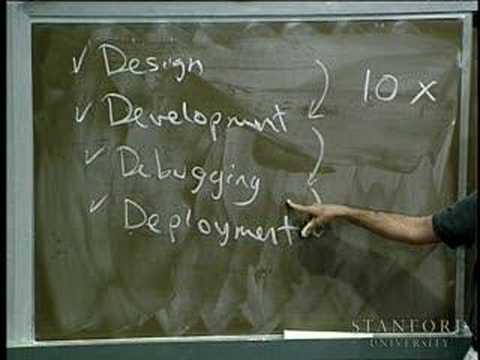 ✓ Design
✓ Development
✓ Debugging
✓ Deployment
10 x
STANFORD
UNIVERSITY